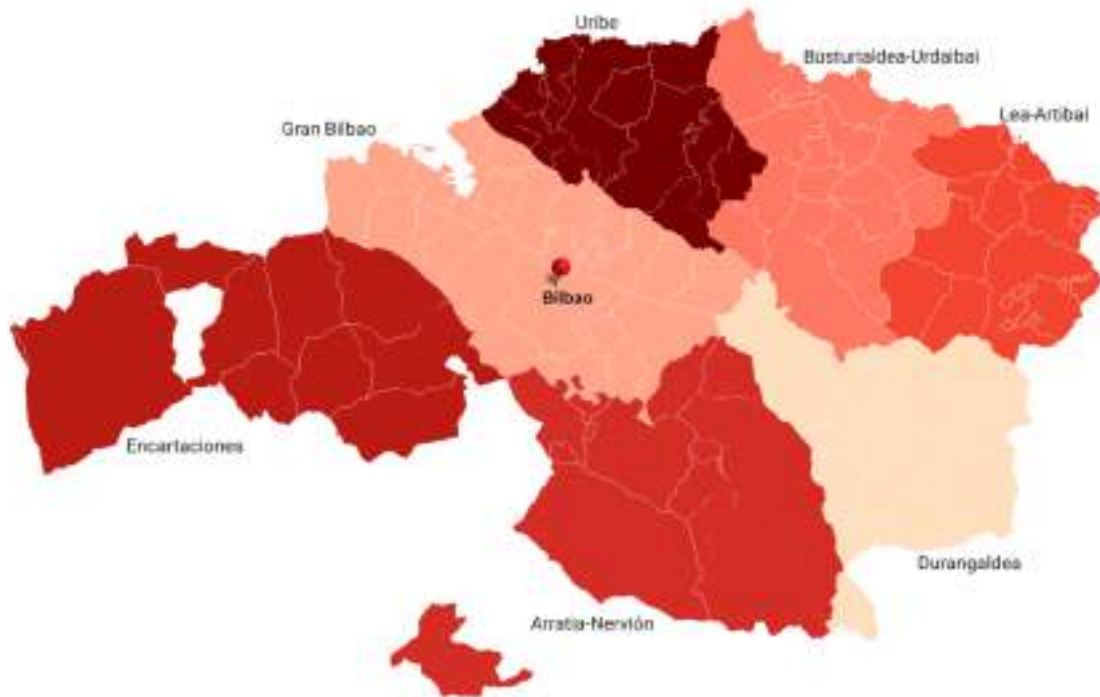 Uribe
Busturialdea-Urdaibai
Lea-Artibai
Gran Bilbao
Bilbao
Encartaciones
Durangaldea
Arratia-Nervión